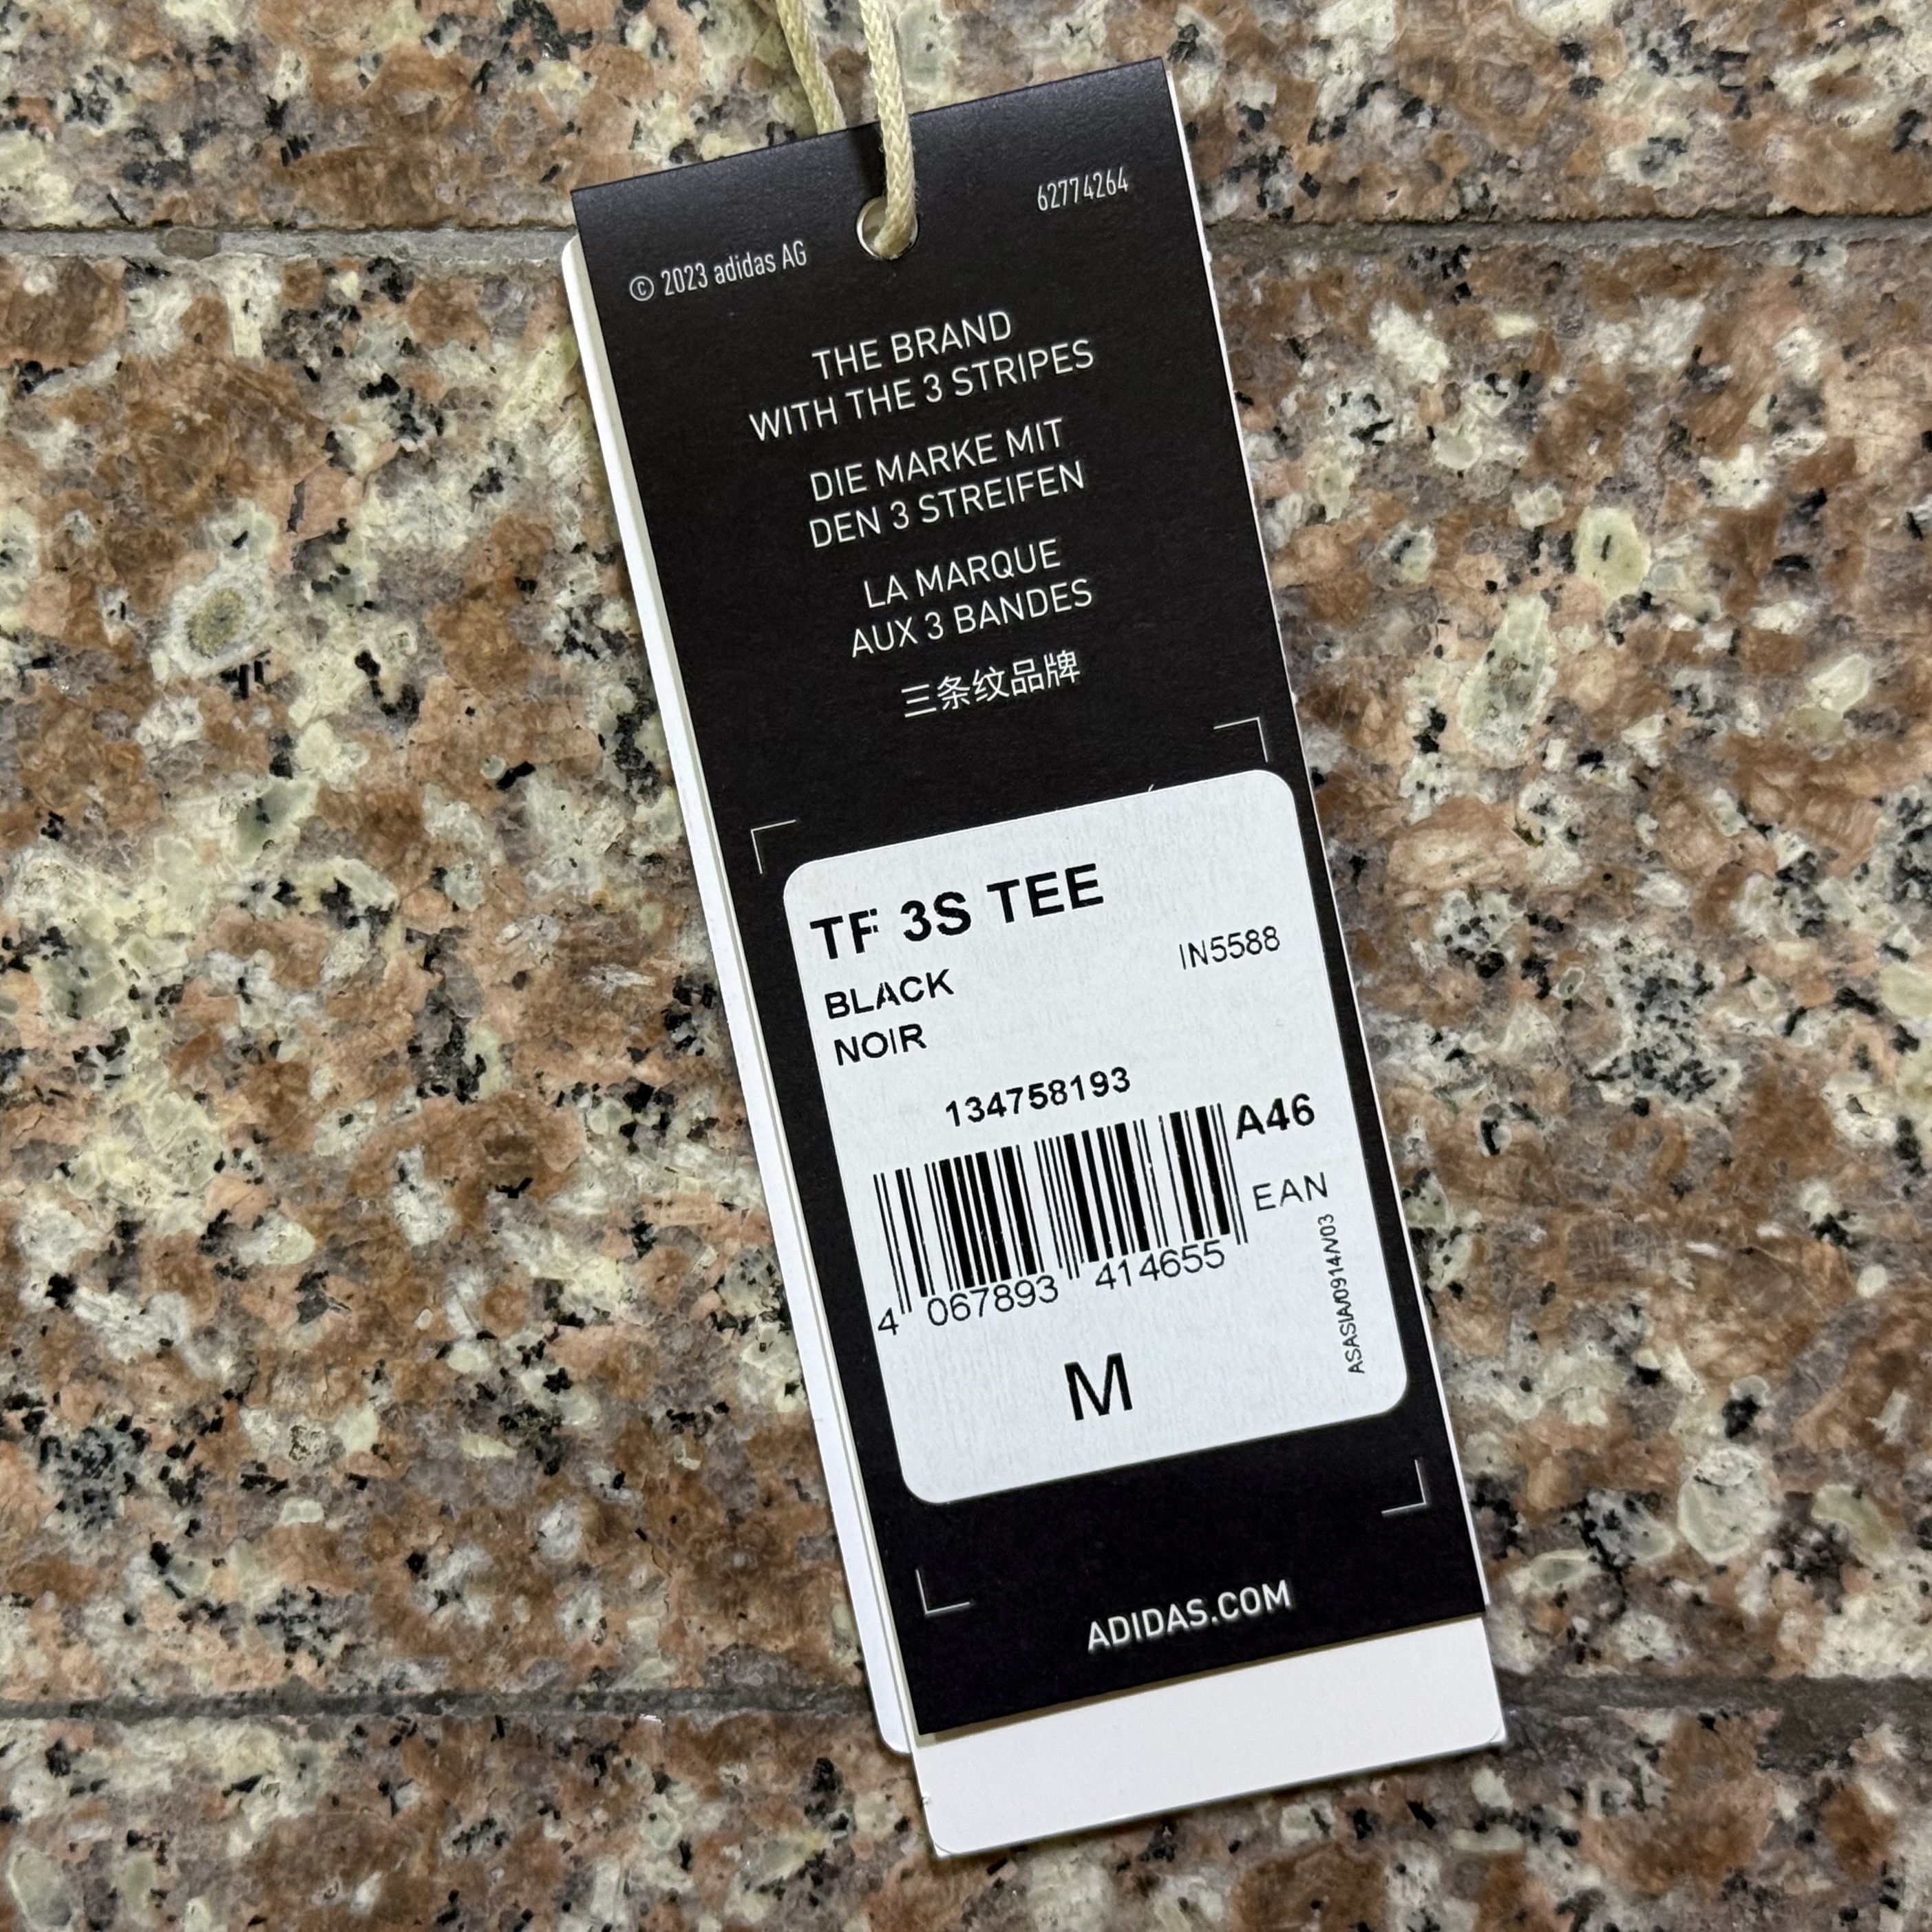 62774264
© 2023 adidas AG
THE BRAND
WITH THE 3 STRIPES
DIE MARKE MIT
DEN 3 STREIFEN
LA MARQUE
AUX 3 BANDES
三条纹品牌
TF 3S TEE
BLACK
IN5588
NOIR
134758193
A46
EAN
4 067893 414655
ASASIA/0914/V03
M
ADIDAS.COM